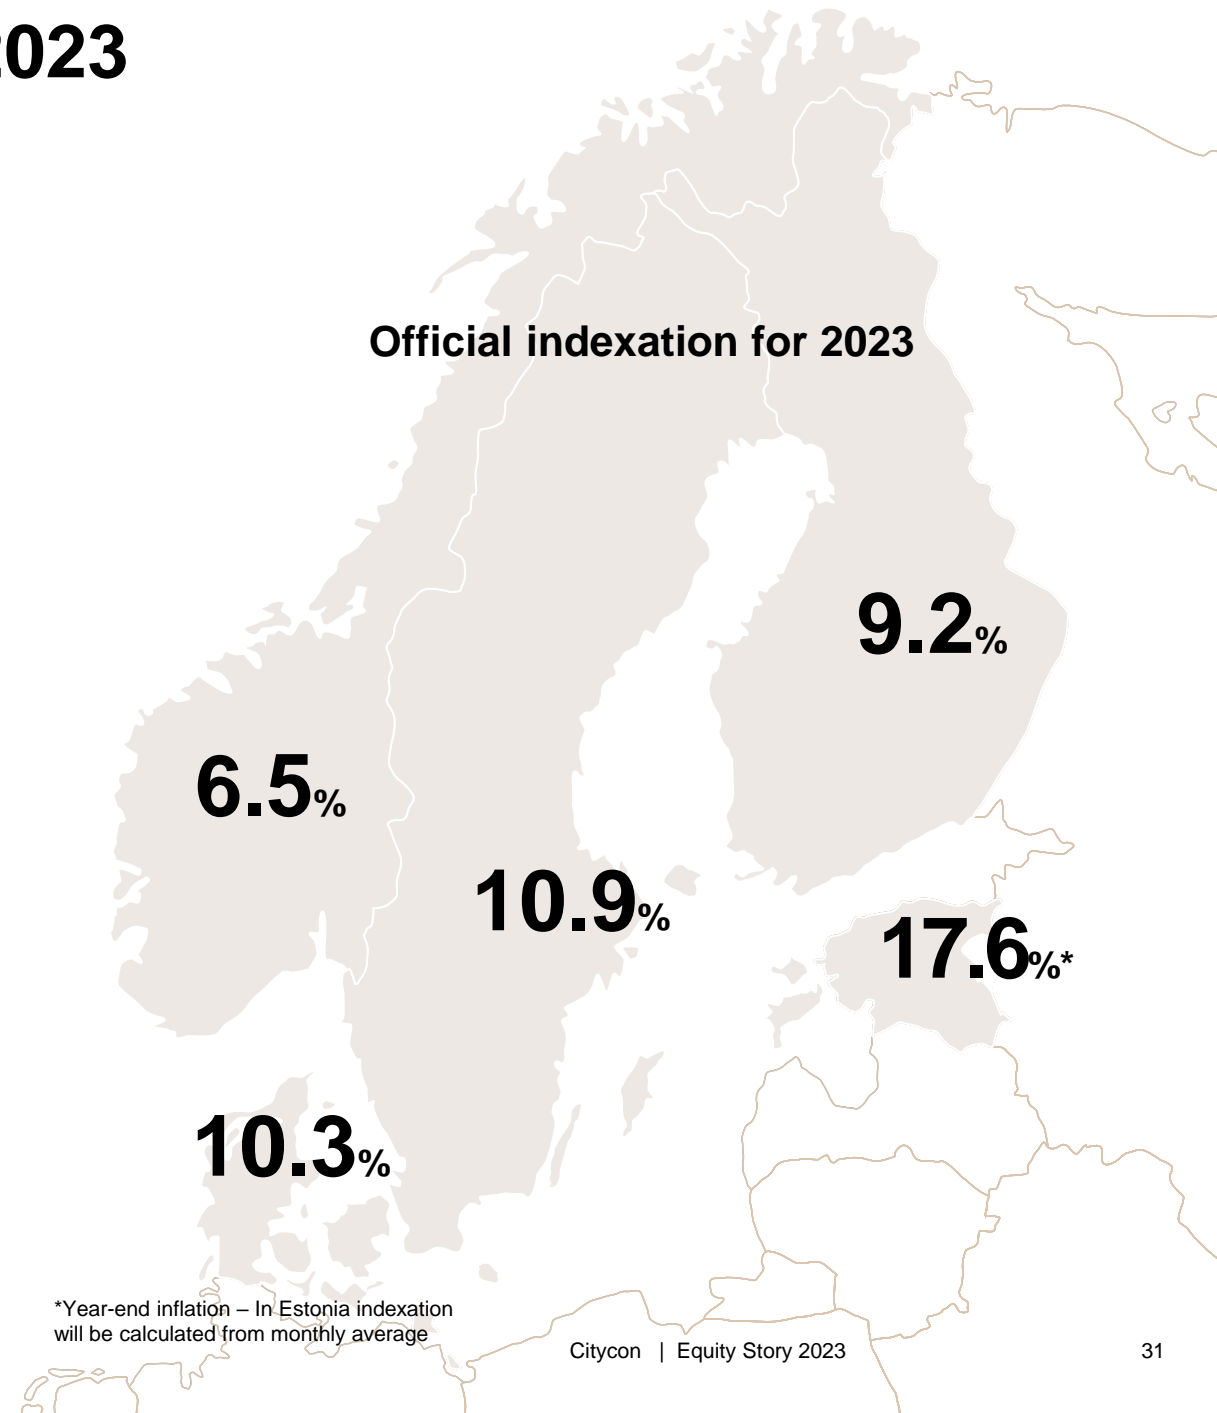 2023
Official indexation for 2023
9.2%
6.5%
10.9%
17.6%*
10.3%
*Year-end inflation – In Estonia indexation
will be calculated from monthly average
Citycon | Equity Story 2023
31